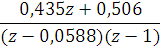 0,435z + 0,506
(z − 0,0588)(z − 1)